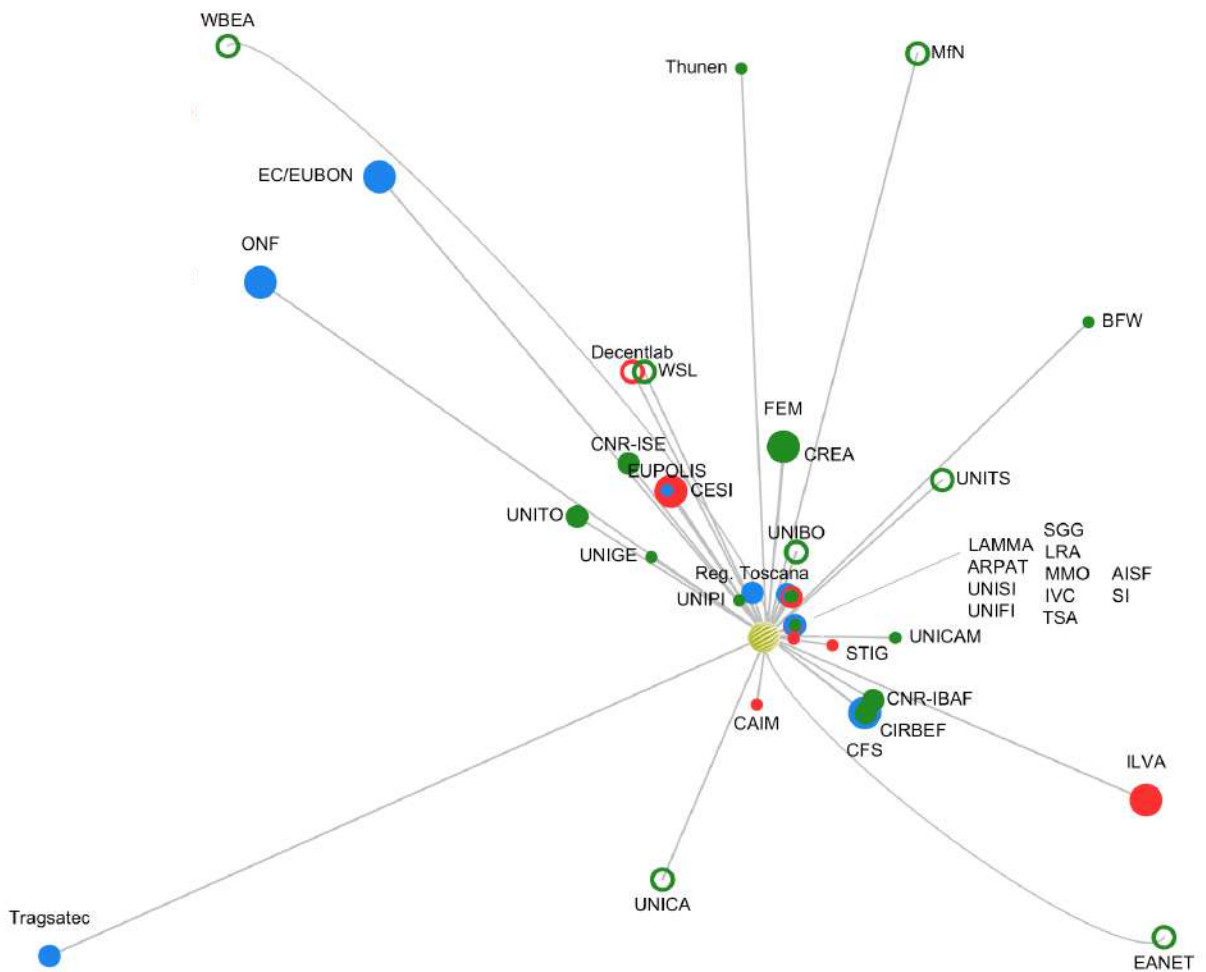 WBEA
MfN
Thunen
EC/EUBON
ONF
BFW
Decentlab
WSL
FEM
CNR-ISE
CREA
EUPOLIS
CESI
UNITS
UNITO
UNIBO
UNIGE
SGG
LAMMA LRA
ARPAT MMO AISF
UNISI IVC SI
UNIFI TSA
Reg. Toscana
UNIPI
UNICAM
STIG
CNR-IBAF
CAIM
CIRBEF
CFS
ILVA
UNICA
Tragsatec
EANET